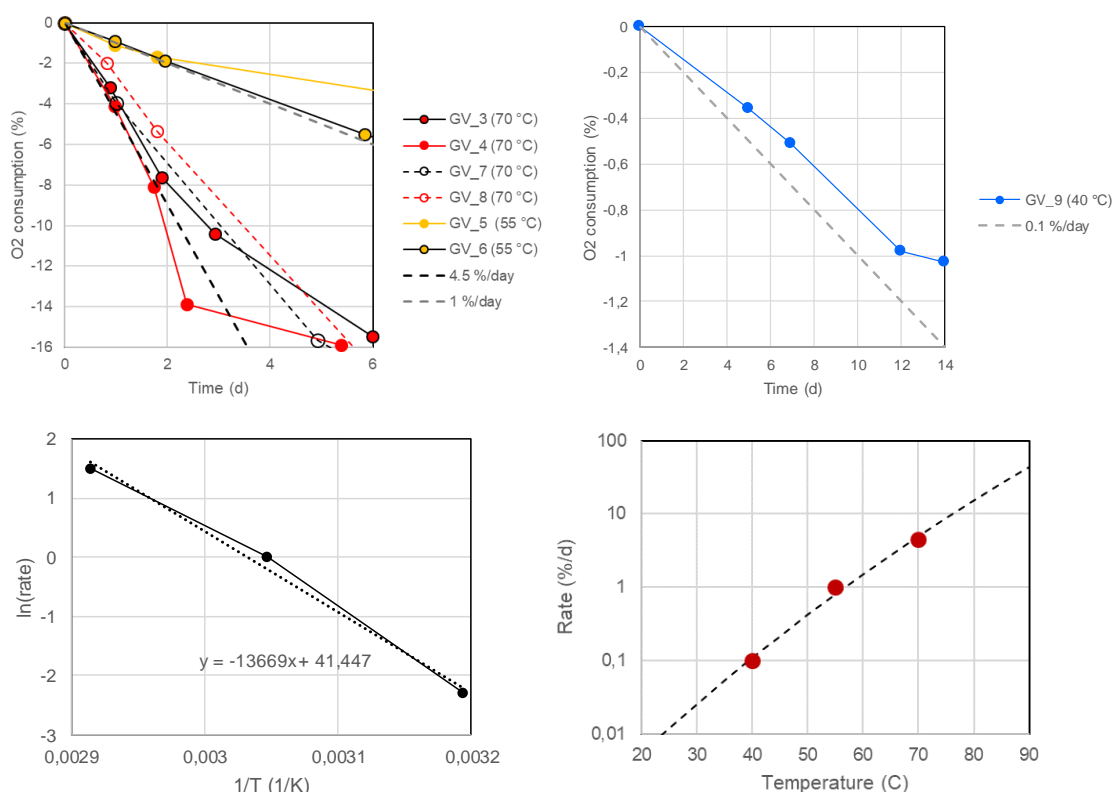 0
-2
-4
-6
-8
-10
-12
-14
-16
O2 consumption (%)
0 2 4 6
Time (d)
GV_3 (70 °C)
GV_4 (70 °C)
GV_7 (70 °C)
GV_8 (70 °C)
GV_5 (55 °C)
GV_6 (55 °C)
4.5 %/day
1 %/day
0
-0,2
-0,4
-0,6
-0,8
-1
-1,2
-1,4
O2 consumption (%)
0 2 4 6 8 10 12 14
Time (d)
GV_9 (40 °C)
0.1 %/day
2
1
0
-1
-2
-3
ln(rate)
y = -13669x + 41,447
0,0029 0,003 0,0031 0,0032
1/T (1/K)
100
10
1
0,1
0,01
Rate (%/d)
20 30 40 50 60 70 80 90
Temperature (C)